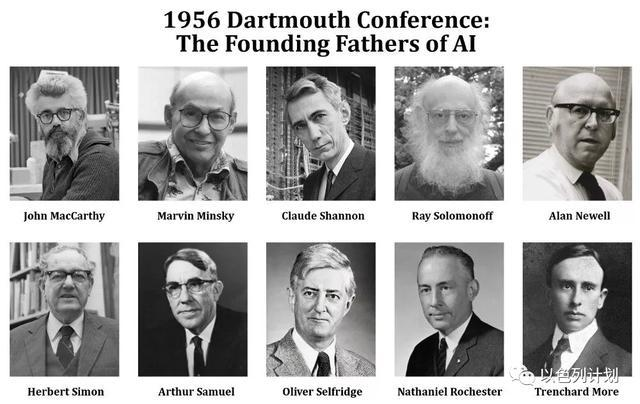 1956 Dartmouth Conference:
The Founding Fathers of AI
John MacCarthy
Marvin Minsky
Claude Shannon
Ray Solomonoff
Alan Newell
Herbert Simon
Arthur Samuel
Oliver Selfridge
Nathaniel Rochester
Trenchard More
以色列计划